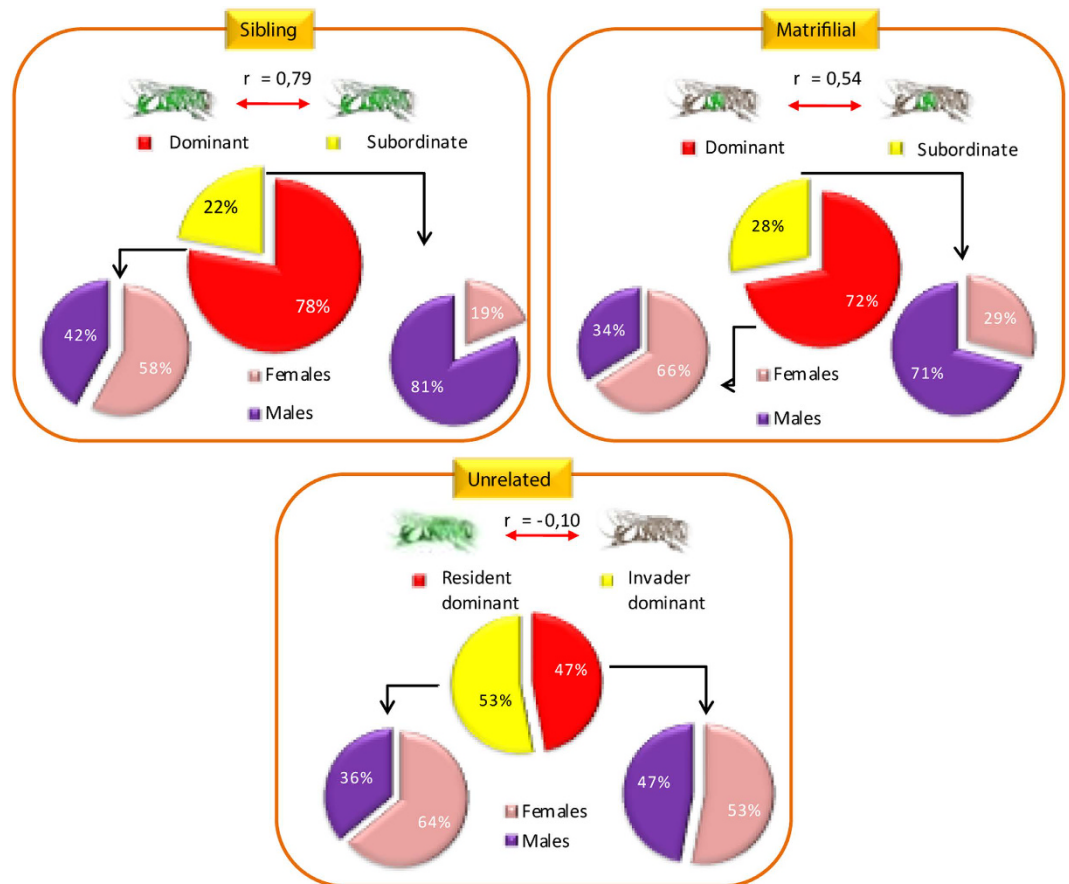 Sibling
r = 0,79
Dominant
Subordinate
22%
78%
42%
58%
19%
81%
Females
Males
Matrifilial
r = 0,54
Dominant
Subordinate
28%
72%
34%
66%
29%
71%
Females
Males
Unrelated
r = -0,10
Resident
dominant
Invader
dominant
47%
53%
36%
64%
47%
53%
Females
Males